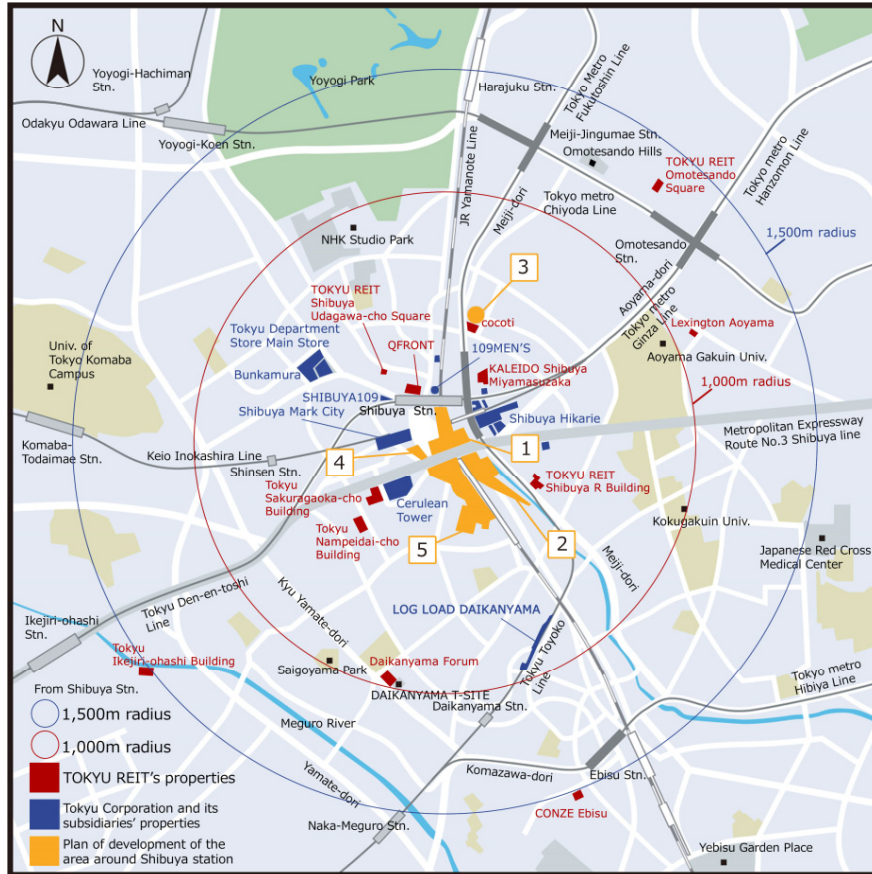 N
Yoyogi-Hachiman
Stn.
Yoyogi Park
Harajuku Stn.
Tokyo Metro
Fukutoshin Line
Odakyu Odawara Line
Yoyogi-Koen Stn.
JR Yamanote Line
Meiji-Jingumae Stn.
Omotesando Hills
TOKYU REIT
Omotesando
Square
Tokyo metro
Hanzomon Line
Meiji-dori
Tokyo metro
Chiyoda Line
NHK Studio Park
Omotesando
Stn.
1,500m radius
3
Aoyama-dori
TOKYU REIT
Shibuya
Udagawa-cho Square
cocoti
Tokyo metro
Ginza Line
Lexington Aoyama
Tokyu Department
Store Main Store
109MEN'S
Aoyama Gakuin Univ.
Univ. of
Tokyo Komaba
Campus
QFRONT
KALEIDO Shibuya
Miyamasuzaka
Bunkamura
1,000m radius
SHIBUYA109
Shibuya Stn.
Shibuya Mark City
Shibuya Hikarie
Metropolitan Expressway
Route No.3 Shibuya line
Komaba-
Todaimae Stn.
Keio Inokashira Line
Shinsen Stn.
4
1
Tokyu
Sakuragaoka-cho
Building
TOKYU REIT
Shibuya R Building
Cerulean
Tower
Tokyu
Nampeidai-cho
Building
Kokugakuin Univ.
5
2
Japanese Red Cross
Medical Center
Meiji-dori
Tokyu Den-en-toshi
Line
Kyu Yamate-dori
LOG LOAD DAIKANYAMA
Ikejiri-ohashi
Stn.
Tokyu
Ikejiri-ohashi Building
Saigoyama Park
Daikanyama Forum
Tokyu Toyoko
Line
Tokyo metro
Hibiya Line
From Shibuya Stn.
DAIKANYAMA T-SITE
Daikanyama Stn.
1,500m radius
Meguro River
1,000m radius
Yamate-dori
Komazawa-dori
Ebisu Stn.
TOKYU REIT's properties
Tokyu Corporation and its
subsidiaries' properties
CONZE Ebisu
Naka-Meguro Stn.
Plan of development of the
area around Shibuya station
Yebisu Garden Place